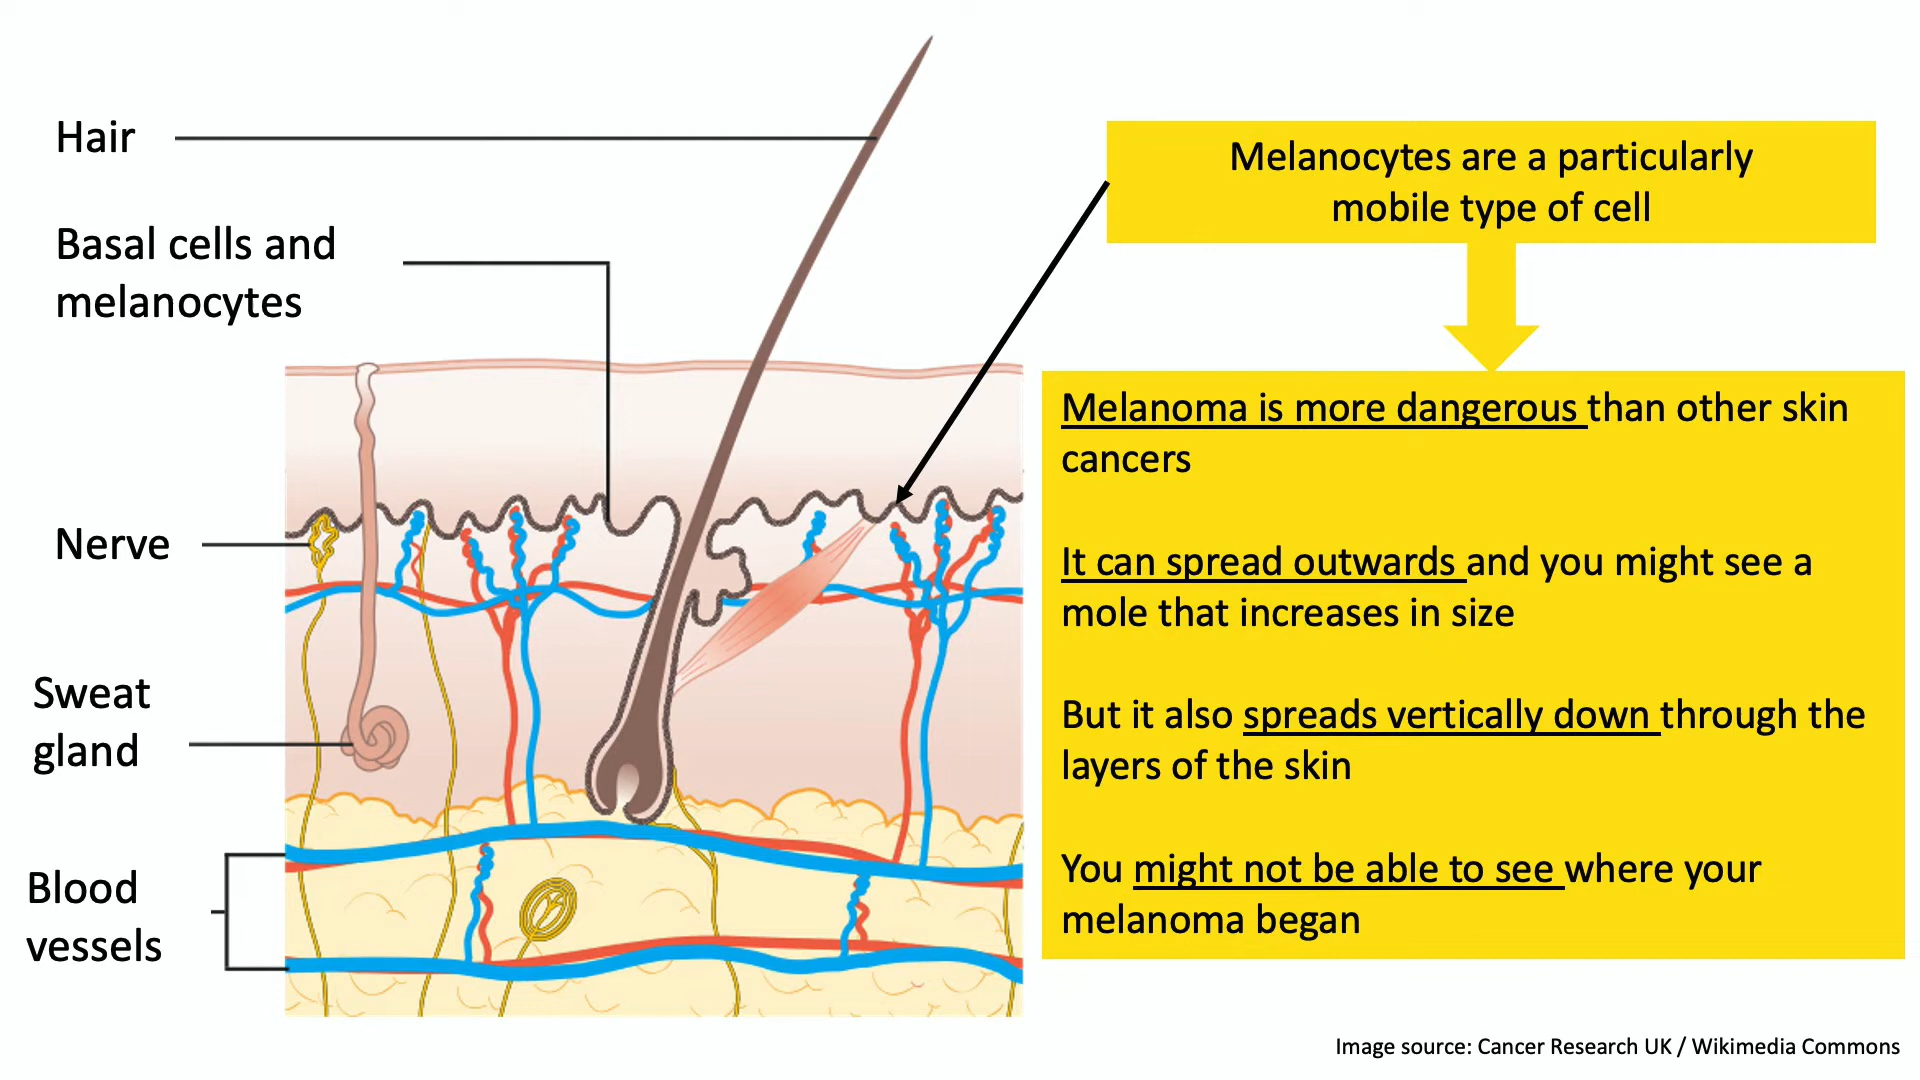 Hair
Basal cells and
melanocytes
Nerve
Sweat
gland
Blood
vessels
Melanocytes are a particularly
mobile type of cell
Melanoma is more dangerous than other skin
cancers
It can spread outwards and you might see a
mole that increases in size
But it also spreads vertically down through the
layers of the skin
You might not be able to see where your
melanoma began
Image source: Cancer Research UK / Wikimedia Commons